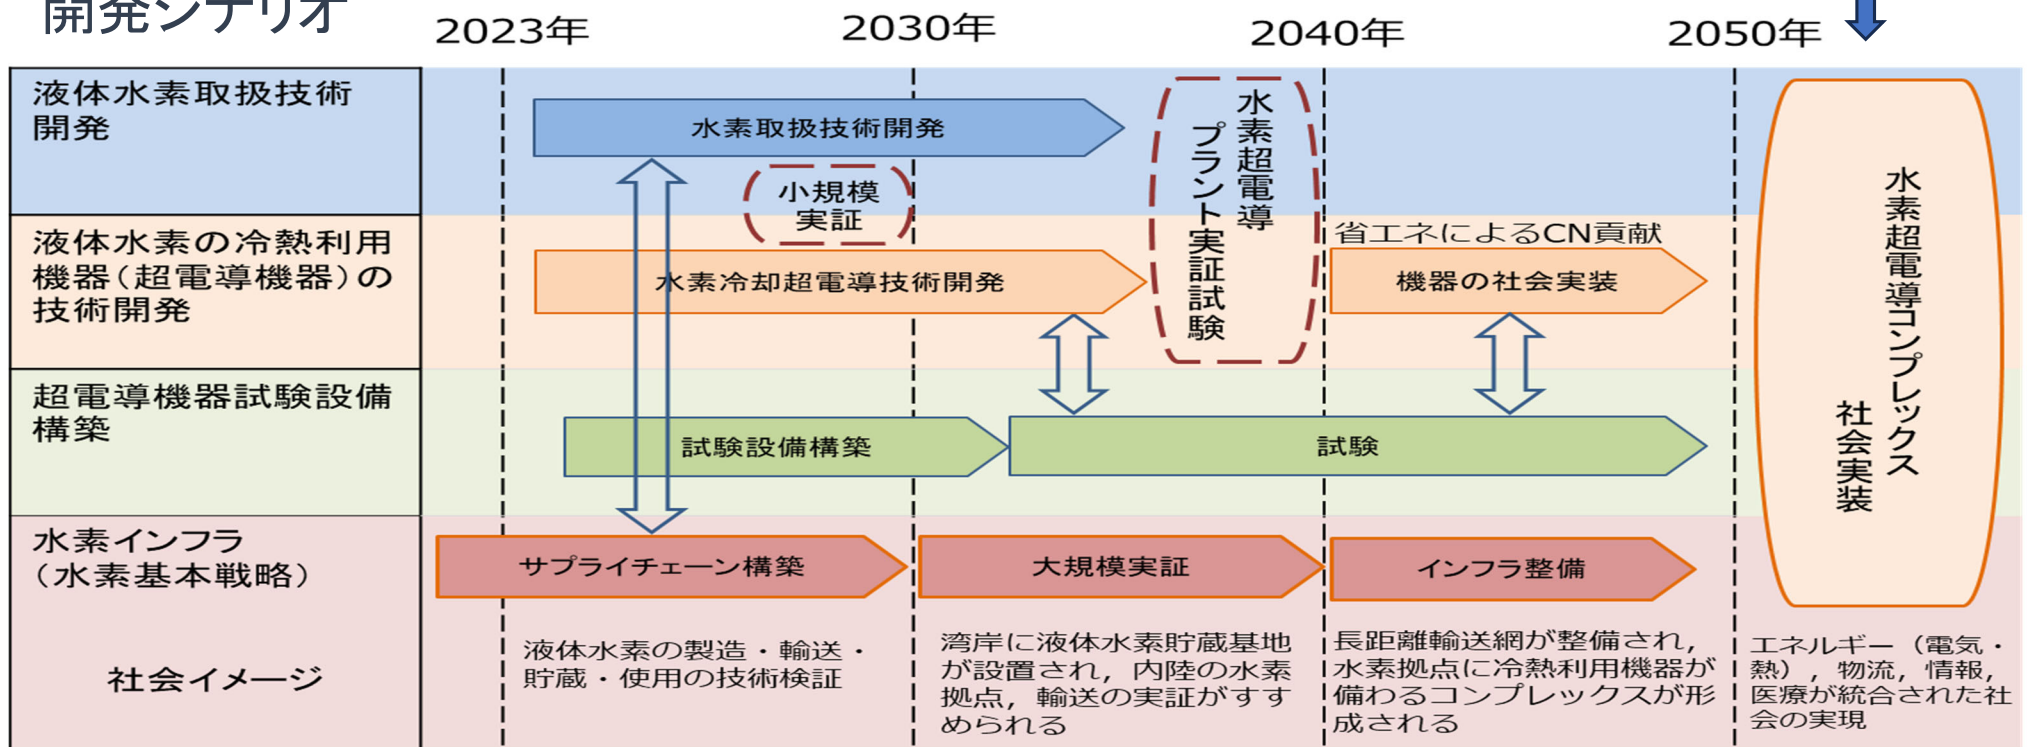 開発シナリオ
2023年
2030年
2040年
2050年
液体水素取扱技術
開発
水素取扱技術開発
小規模
実証
水素超電導
プラント実証試験
液体水素の冷熱利用
機器(超電導機器)の
技術開発
水素冷却超電導技術開発
省エネによるCN貢献
機器の社会実装
超電導機器試験設備
構築
試験設備構築
試験
水素超電導コンプレックス
社会実装
水素インフラ
(水素基本戦略)
サプライチェーン構築
大規模実証
インフラ整備
社会イメージ
液体水素の製造・輸送・
貯蔵・使用の技術検証
湾岸に液体水素貯蔵基地
が設置され,内陸の水素
拠点,輸送の実証がすす
められる
長距離輸送網が整備され,
水素拠点に冷熱利用機器が
備わるコンプレックスが形
成される
エネルギー(電気・
熱),物流,情報,
医療が統合された社
会の実現